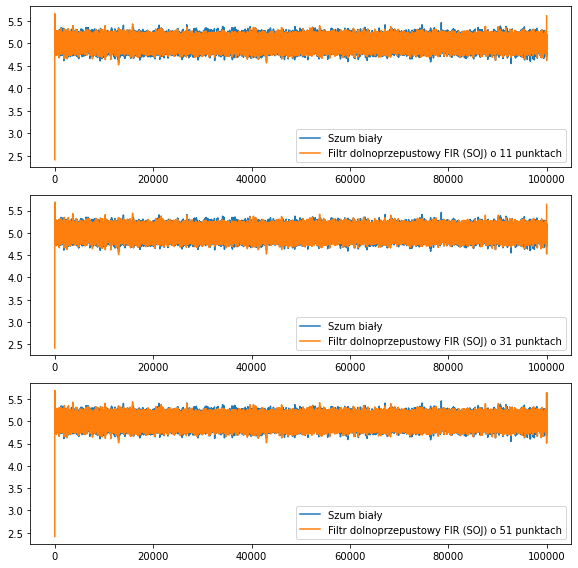 5.5
5.0
4.5
4.0
3.5
3.0
2.5
Szum biały
Filtr dolnoprzepustowy FIR (SOJ) o 11 punktach
0 20000 40000 60000 80000 100000
5.5
5.0
4.5
4.0
3.5
3.0
2.5
Szum biały
Filtr dolnoprzepustowy FIR (SOJ) o 31 punktach
0 20000 40000 60000 80000 100000
5.5
5.0
4.5
4.0
3.5
3.0
2.5
Szum biały
Filtr dolnoprzepustowy FIR (SOJ) o 51 punktach
0 20000 40000 60000 80000 100000